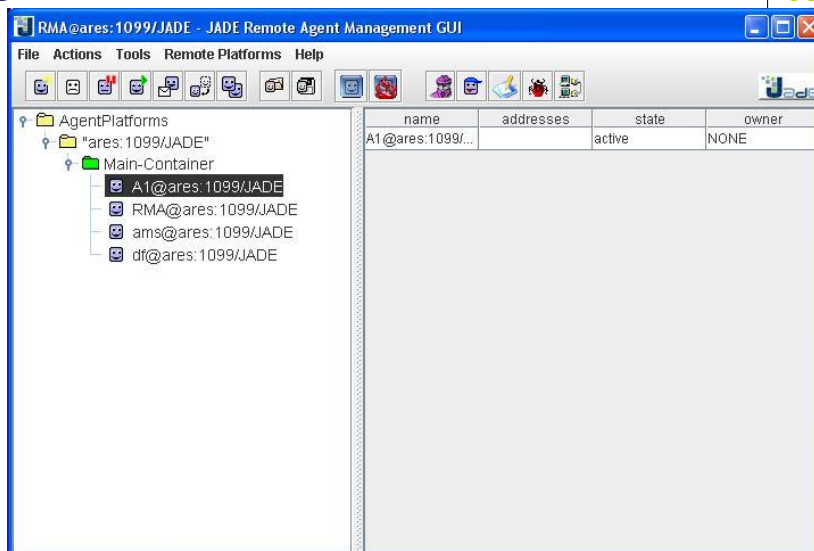 RMA@ares:1099/JADE - JADE Remote Agent Management GUI
File Actions Tools Remote Platforms Help
Jade
AgentPlatforms
"ares:1099/JADE"
Main-Container
A1@ares:1099/JADE
RMA@ares:1099/JADE
ams@ares:1099/JADE
df@ares:1099/JADE
name addresses state owner
A1@ares:1099/... active NONE